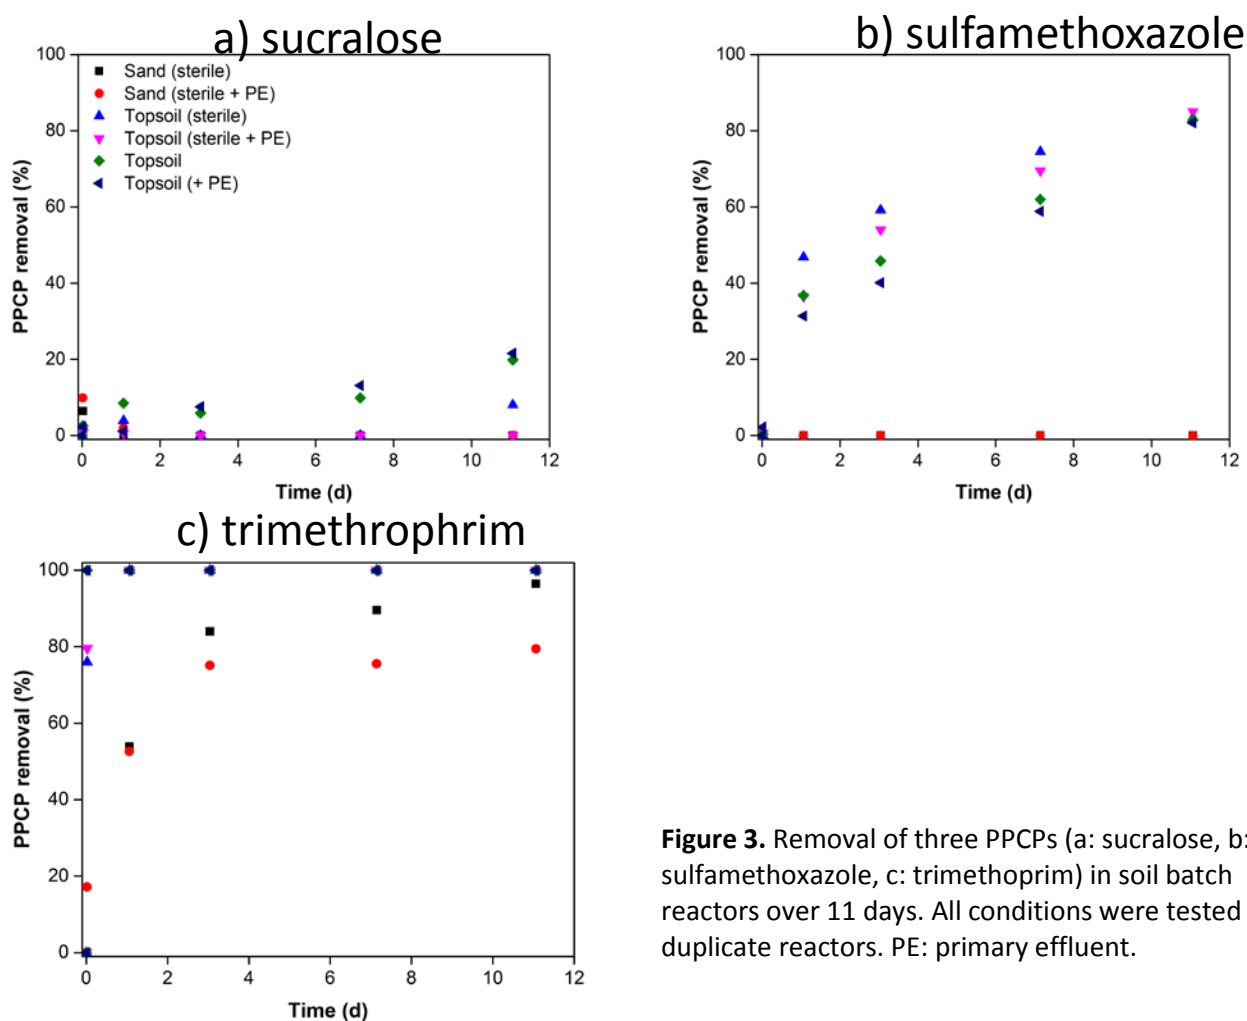 a) sucralose
100
80
60
40
20
0
PPCP removal (%)
Sand (sterile)
Sand (sterile + PE)
Topsoil (sterile)
Topsoil (sterile + PE)
Topsoil
Topsoil (+ PE)
0 2 4 6 8 10 12
Time (d)
b) sulfamethoxazole
100
80
60
40
20
0
PPCP removal (%)
0 2 4 6 8 10 12
Time (d)
c) trimethrophrim
100
80
60
40
20
0
PPCP removal (%)
0 2 4 6 8 10 12
Time (d)
Figure 3. Removal of three PPCPs (a: sucralose, b:
sulfamethoxazole, c: trimethoprim) in soil batch
reactors over 11 days. All conditions were tested
duplicate reactors. PE: primary effluent.